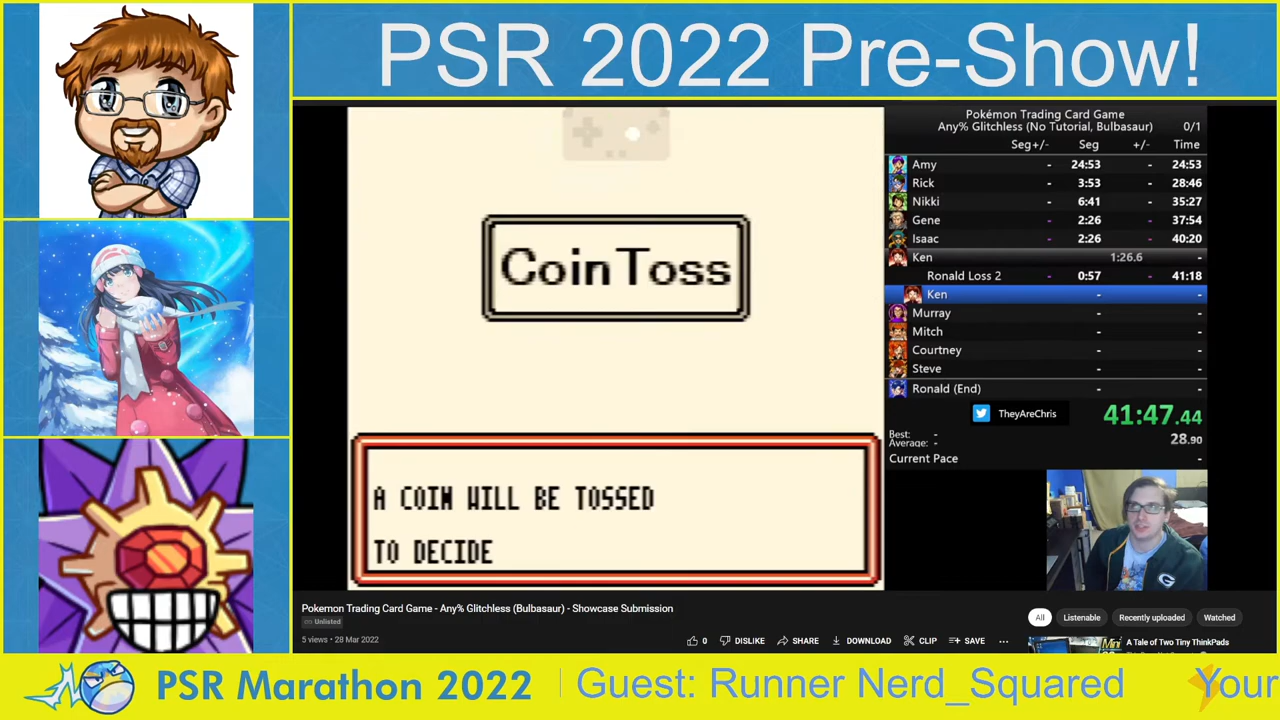 PSR 2022 Pre-Show!
Coin Toss
A COIN WILL BE TOSSED
TO DECIDE
Pokémon Trading Card Game
Any% Glitchless (No Tutorial, Bulbasaur) 0/1
Seg+/- Seg +/- Time
Amy - 24:53 - 24:53
Rick - 3:53 - 28:46
Nikki - 6:41 - 35:27
Gene - 2:26 - 37:54
Isaac - 2:26 - 40:20
Ken 1:26.6 -
Ronald Loss 2 - 0:57 - 41:18
Ken - -
Murray - -
Mitch - -
Courtney - -
Steve - -
Ronald (End) - -
TheyAreChris
41:47.44
Best: -
Average: -
28.90
Current Pace -
G
Pokemon Trading Card Game - Any% Glitchless (Bulbasaur) - Showcase Submission
Unlisted
5 views • 28 Mar 2022
0 DISLIKE SHARE DOWNLOAD CLIP SAVE ...
All Listenable Recently uploaded Watched
A Tale of Two Tiny ThinkPads
PSR Marathon 2022 | Guest: Runner Nerd_Squared Your